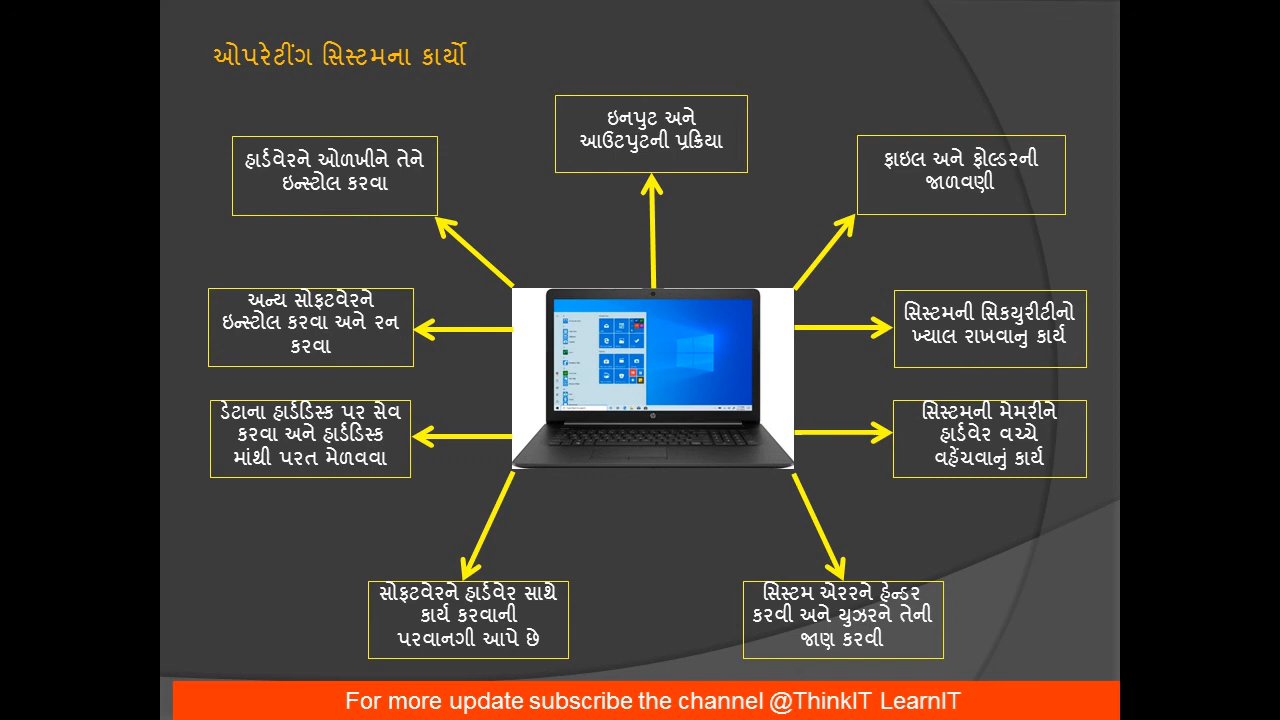 ઓપરેટીંગ સિસ્ટમના કાર્યો
ઇનપુટ અને
આઉટપુટની પ્રક્રિયા
હાર્ડવેરને ઓળખીને તેને
ઇન્સ્ટોલ કરવા
ફાઇલ અને ફોલ્ડરની
જાળવણી
અન્ય સોફટવેરને
ઇન્સ્ટોલ કરવા અને રન
કરવા
સિસ્ટમની સિકયુરીટીનો
ખ્યાલ રાખવાનુ કાર્ય
ડેટાના હાર્ડડિસ્ક પર સેવ
કરવા અને હાર્ડડિસ્ક
માંથી પરત મેળવવા
સિસ્ટમની મેમરીને
હાર્ડવેર વચ્ચે
વહેંચવાનું કાર્ય
સોફટવેરને હાર્ડવેર સાથે
કાર્ય કરવાની
પરવાનગી આપે છે
સિસ્ટમ એરરને હેન્ડર
કરવી અને યુઝરને તેની
જાણ કરવી
For more update subscribe the channel @ThinkIT LearnIT